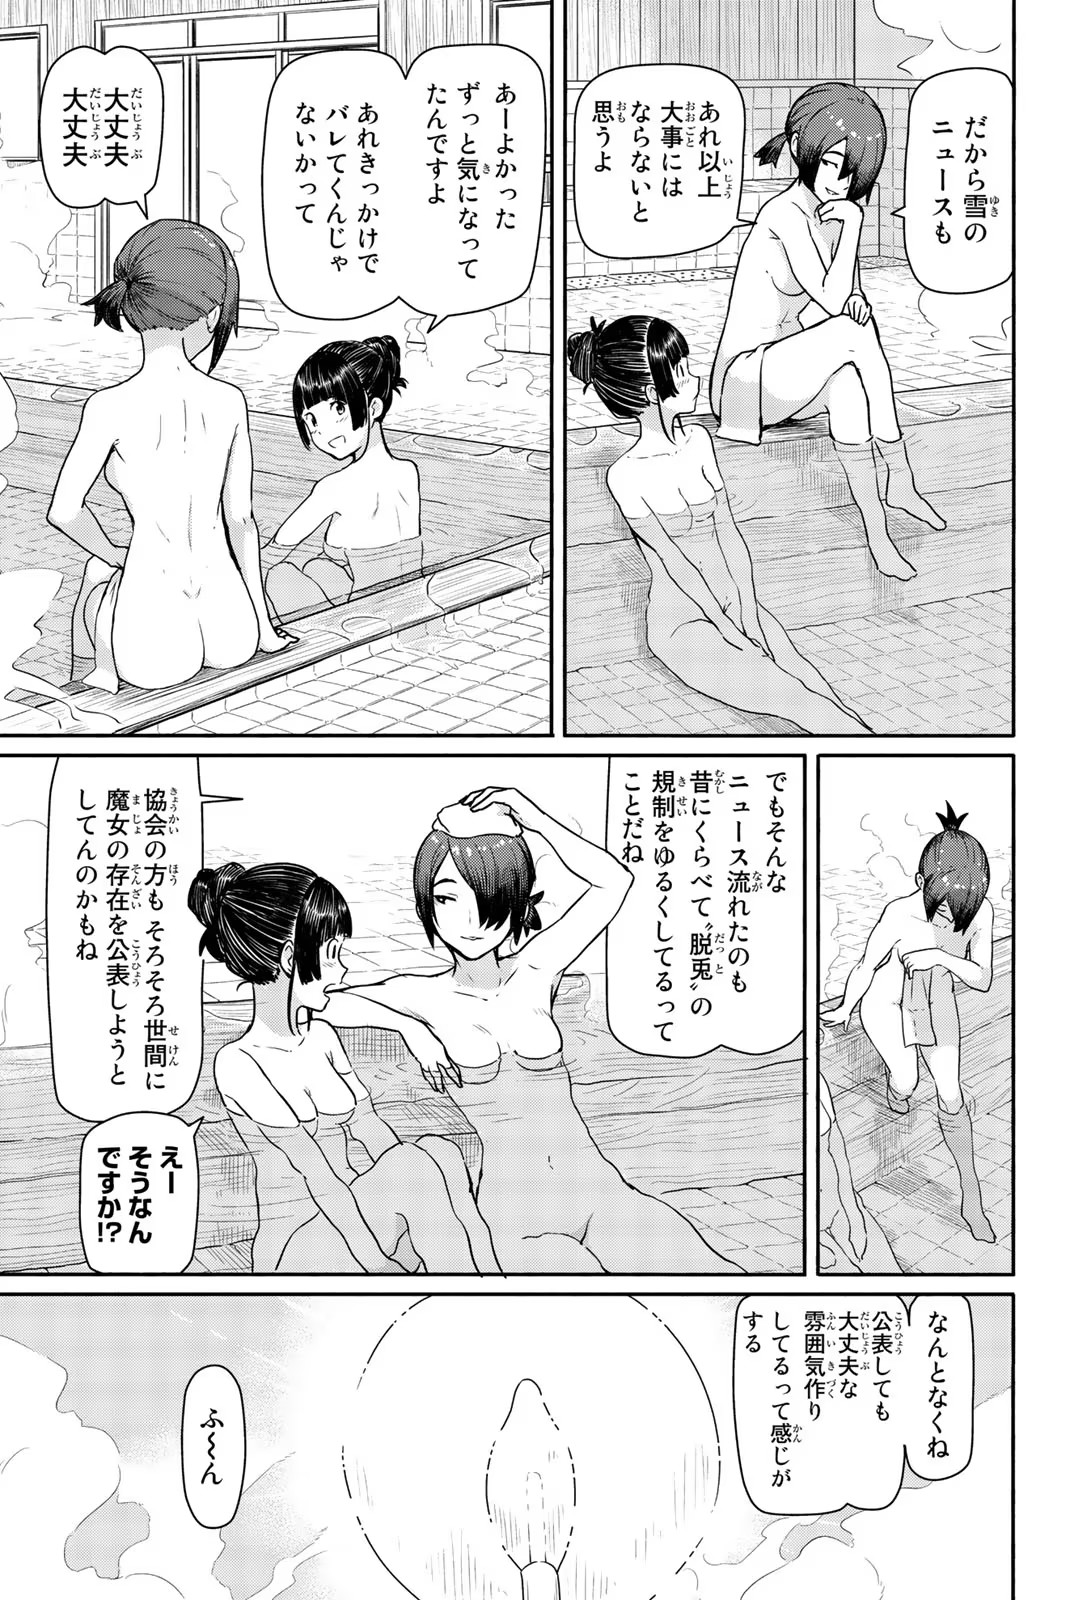 だから雪の
ニュースも
あれ以上
大事には
ならないと
思うよ
あーよかった
ずっと気になって
たんですよ
あれきっかけで
バレてくんじゃ
ないかって
大丈夫
大丈夫
でもそんな
ニュース流れたのも
昔にくらべて〝脱兎〟の
規制をゆるくしてるって
ことだね
協会の方も そろそろ世間に
魔女の存在を公表しようと
してんのかもね
えー
そうなん
ですか!?
なんとなくね
公表しても
大丈夫な
雰囲気作り
してるって感じが
する
ふ〜ん